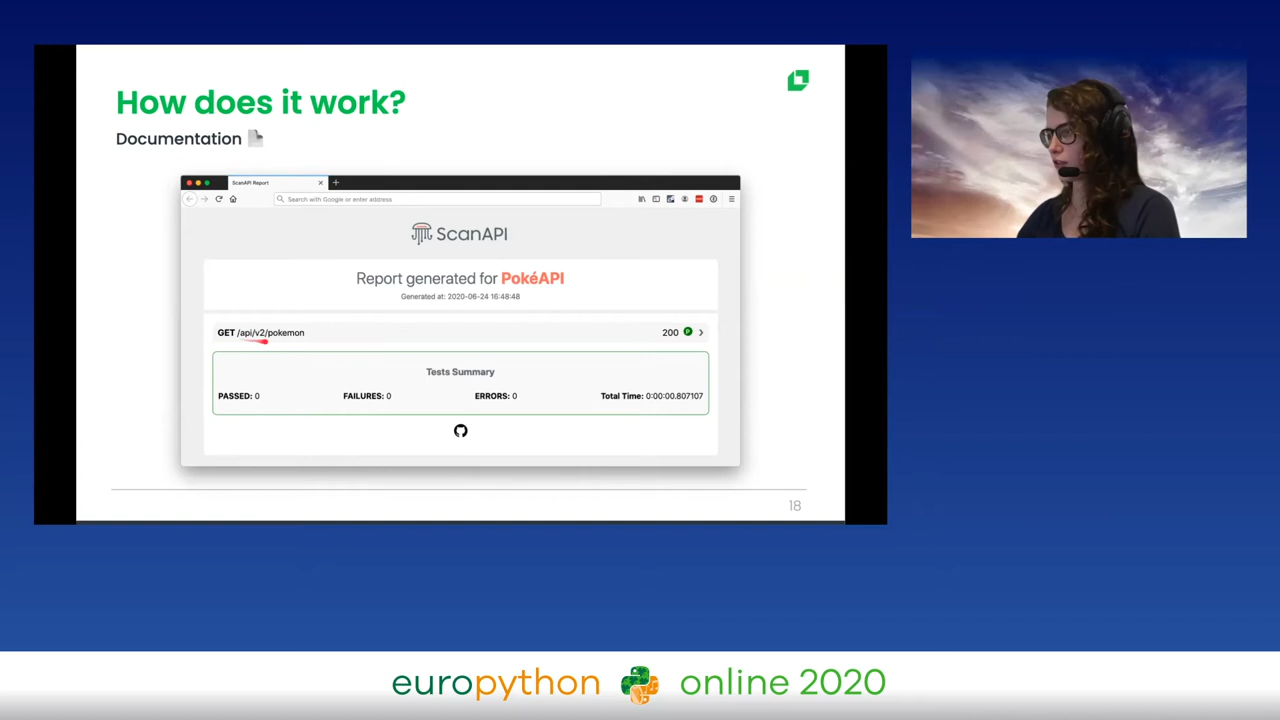 How does it work?
Documentation
ScanAPI Report
Search with Google or enter address
ScanAPI
Report generated for PokéAPI
Generated at: 2020-06-24 16:48:48
GET /api/v2/pokemon 200 P
Tests Summary
PASSED: 0 FAILURES: 0 ERRORS: 0 Total Time: 0:00:00.807107
18
europython online 2020